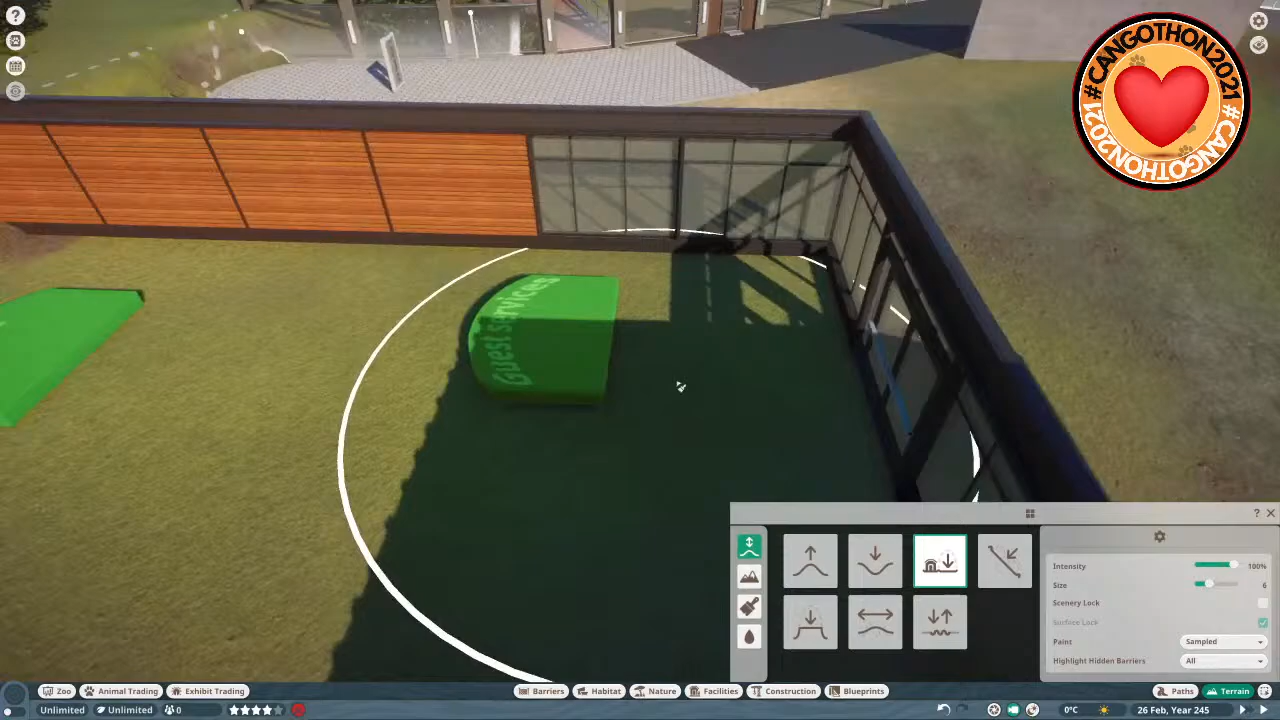 #CANGOTHON2021
#CANGOTHON2021
Guest services
?
Intensity 100%
Size 6
Scenery Lock
Surface Lock
Paint Sampled
Highlight Hidden Barriers All
Zoo
Animal Trading
Exhibit Trading
Barriers
Habitat
Nature
Facilities
Construction
Blueprints
Paths
Terrain
Unlimited
Unlimited
0
0°C
26 Feb, Year 245